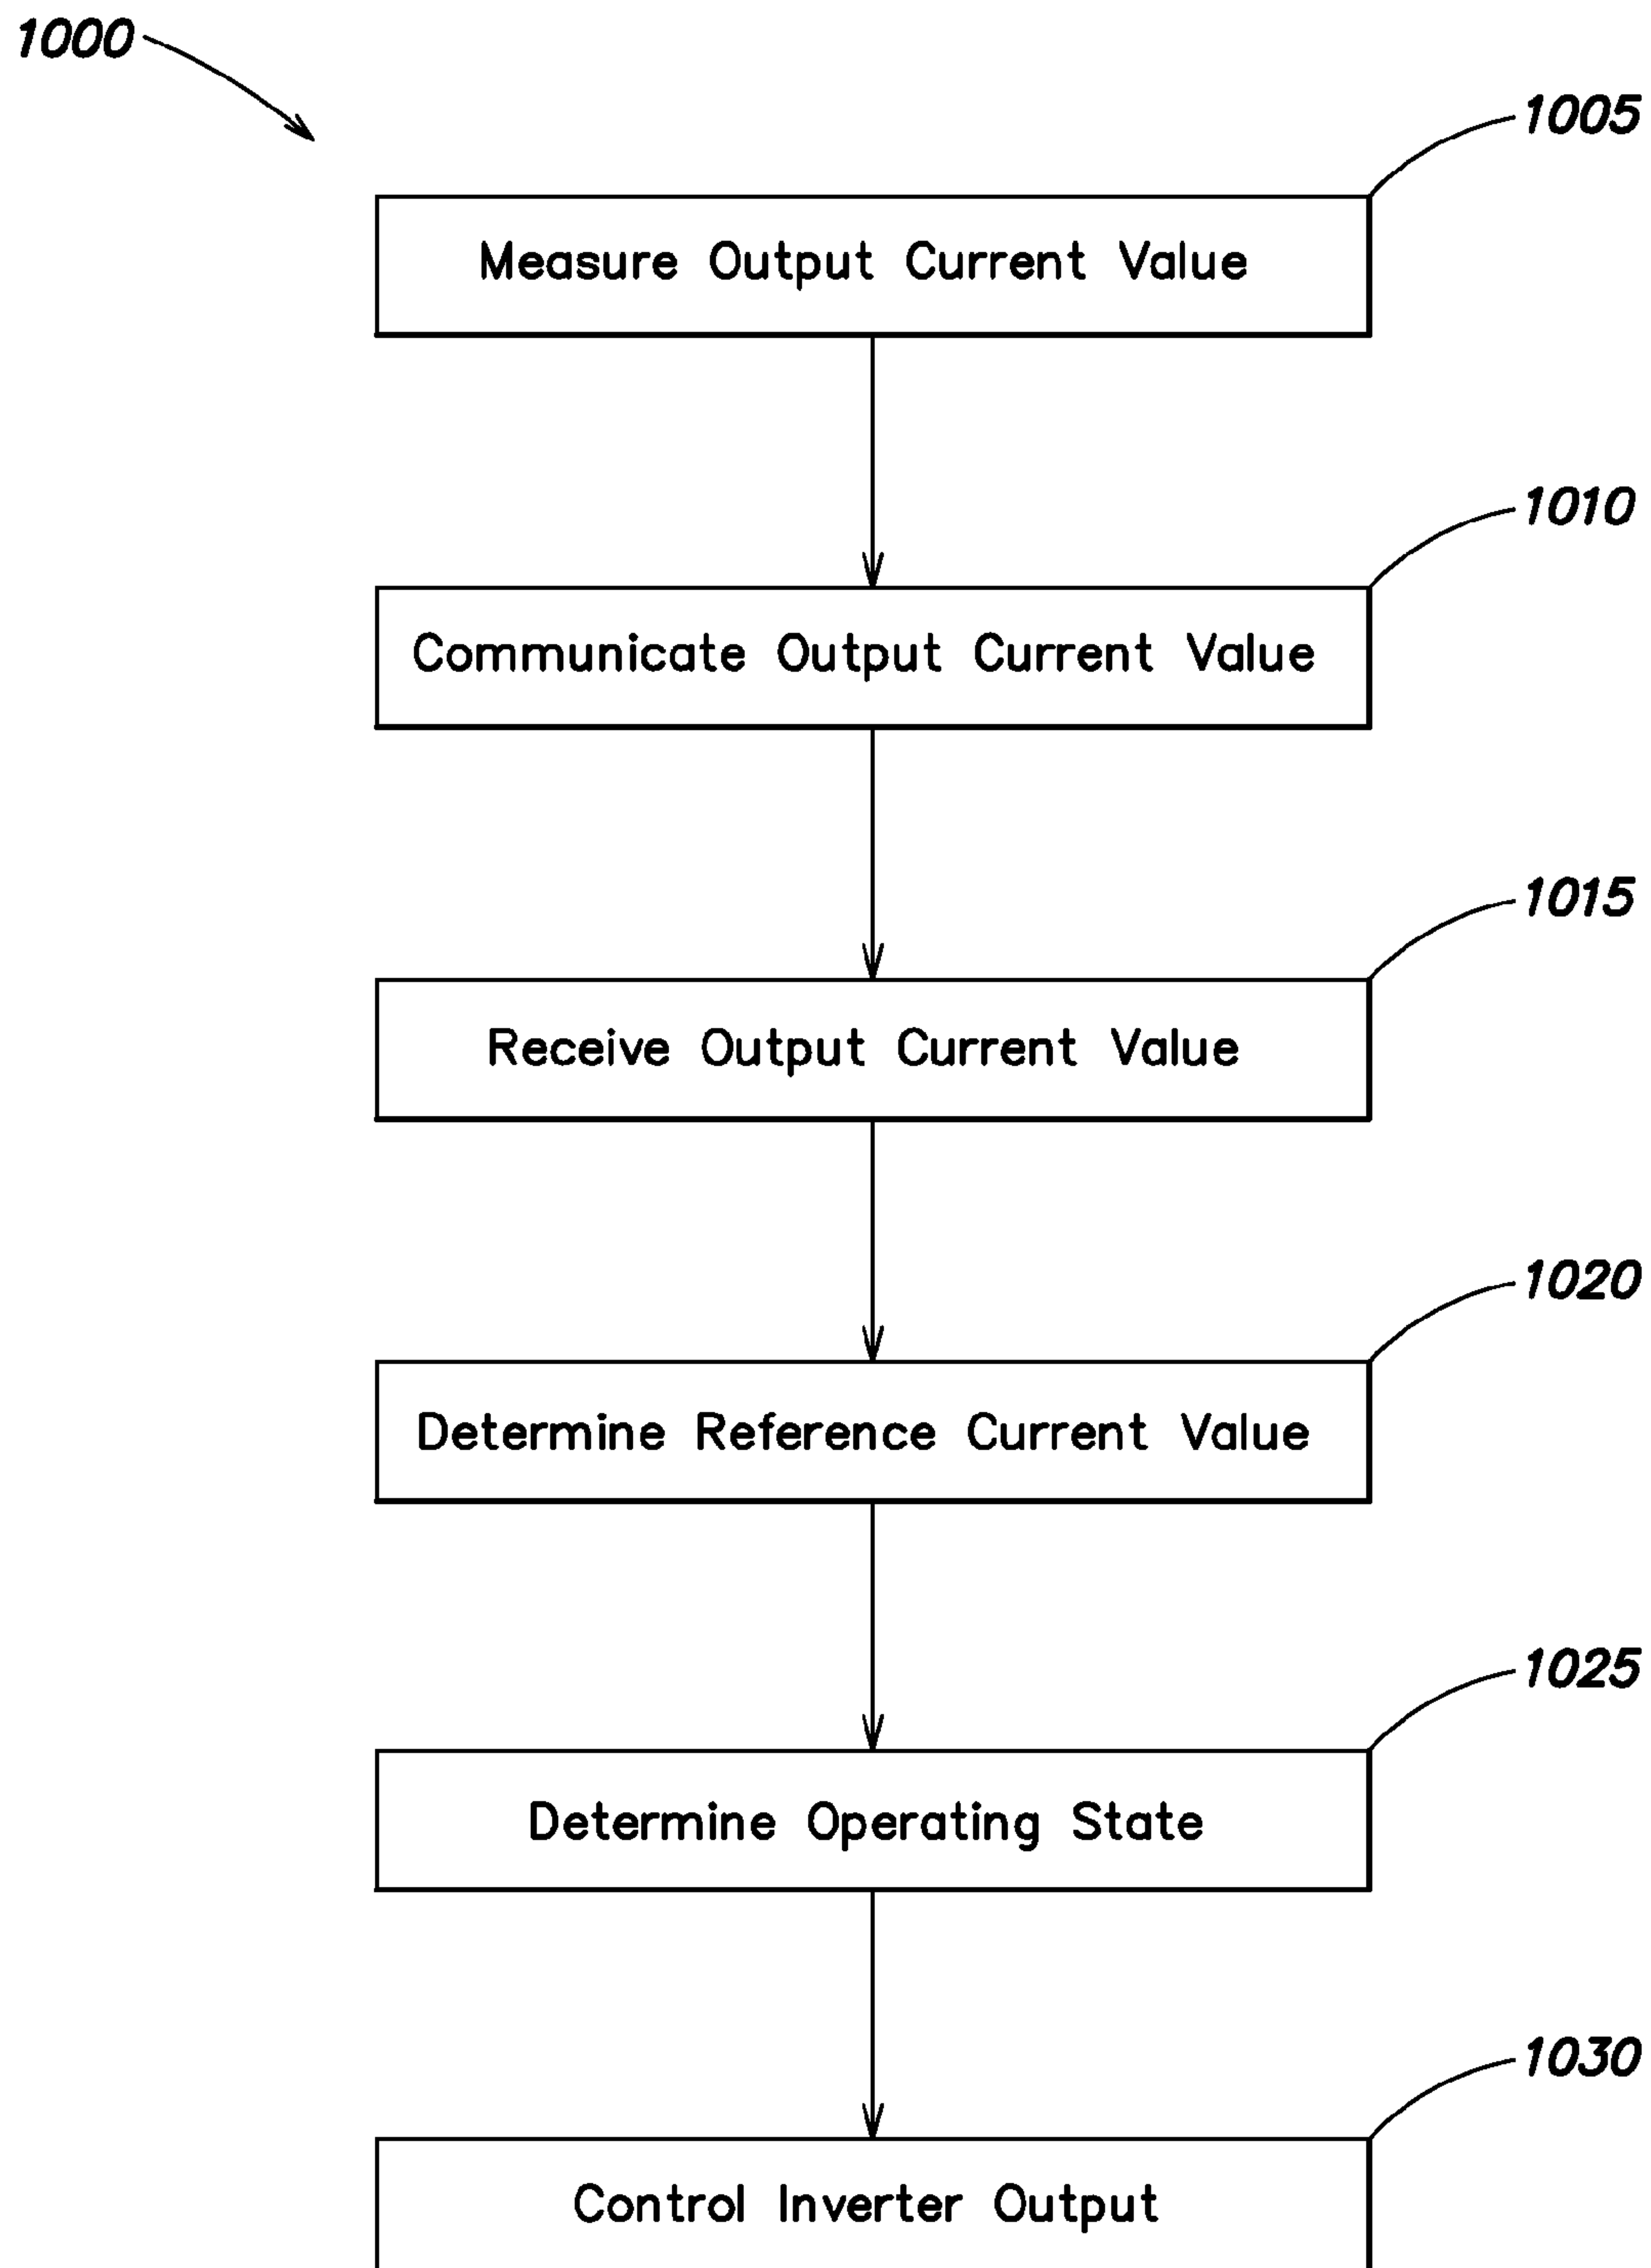 1000
1005
Measure Output Current Value
1010
Communicate Output Current Value
1015
Receive Output Current Value
1020
Determine Reference Current Value
1025
Determine Operating State
1030
Control Inverter Output